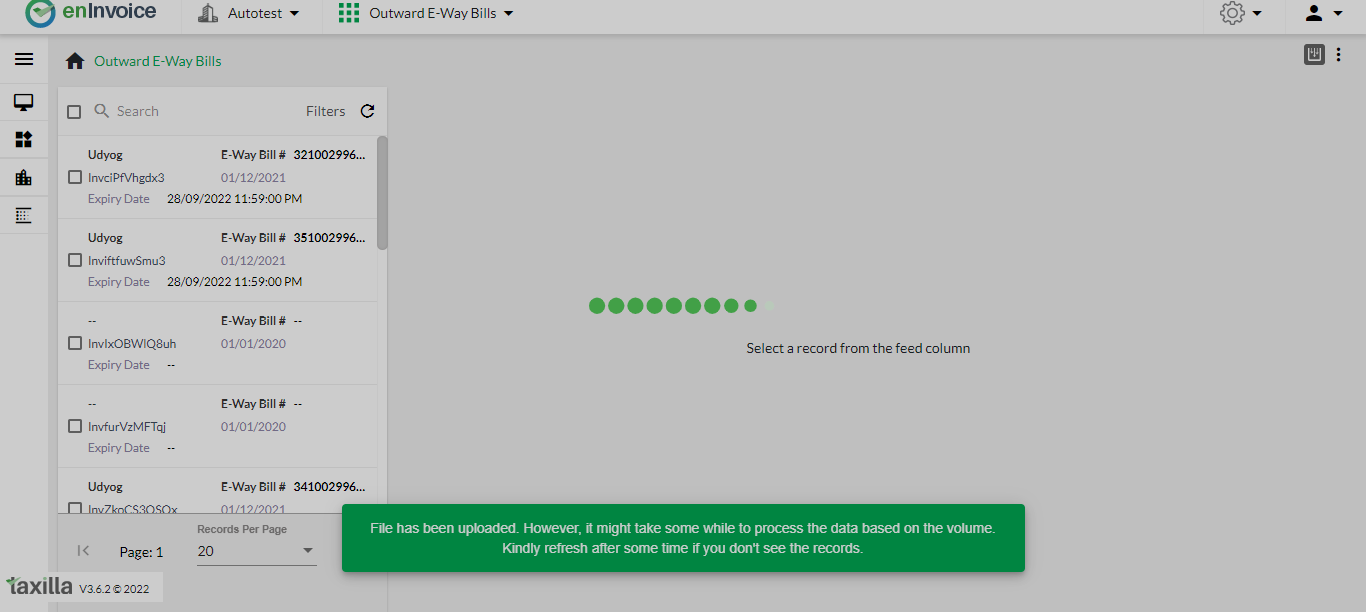 enInvoice
Autotest
Outward E-Way Bills
Outward E-Way Bills
Search
Filters
Udyog E-Way Bill # 321002996...
InvciPfVhgdx3 01/12/2021
Expiry Date 28/09/2022 11:59:00 PM
Udyog E-Way Bill # 351002996...
InviftfuwSmu3 01/12/2021
Expiry Date 28/09/2022 11:59:00 PM
-- E-Way Bill # --
InvIxOBWIQ8uh 01/01/2020
Expiry Date --
-- E-Way Bill # --
InvfurVzMFTqj 01/01/2020
Expiry Date --
Udyog E-Way Bill # 341002996...
InvZkoCS3OSOx 01/12/2021
Records Per Page
Page: 1 20
Select a record from the feed column
File has been uploaded. However, it might take some while to process the data based on the volume.
Kindly refresh after some time if you don't see the records.
taxilla V3.6.2 © 2022